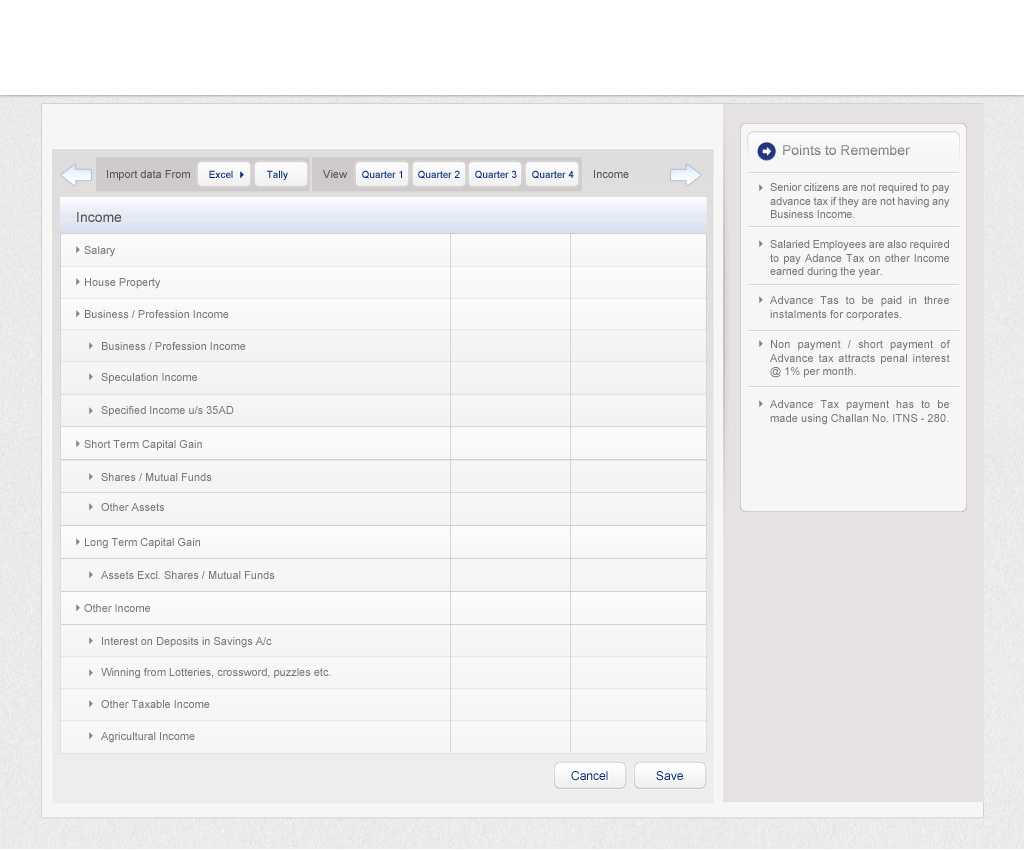 Import data From Excel Tally View Quarter 1 Quarter 2 Quarter 3 Quarter 4 Income
Income
Salary
House Property
Business / Profession Income
Business / Profession Income
Speculation Income
Specified Income u/s 35AD
Short Term Capital Gain
Shares / Mutual Funds
Other Assets
Long Term Capital Gain
Assets Excl. Shares / Mutual Funds
Other Income
Interest on Deposits in Savings A/c
Winning from Lotteries, crossword, puzzles etc.
Other Taxable Income
Agricultural Income
Cancel Save
Points to Remember
Senior citizens are not required to pay
advance tax if they are not having any
Business Income.
Salaried Employees are also required
to pay Adance Tax on other Income
earned during the year.
Advance Tas to be paid in three
instalments for corporates.
Non payment / short payment of
Advance tax attracts penal interest
@ 1% per month.
Advance Tax payment has to be
made using Challan No. ITNS - 280.